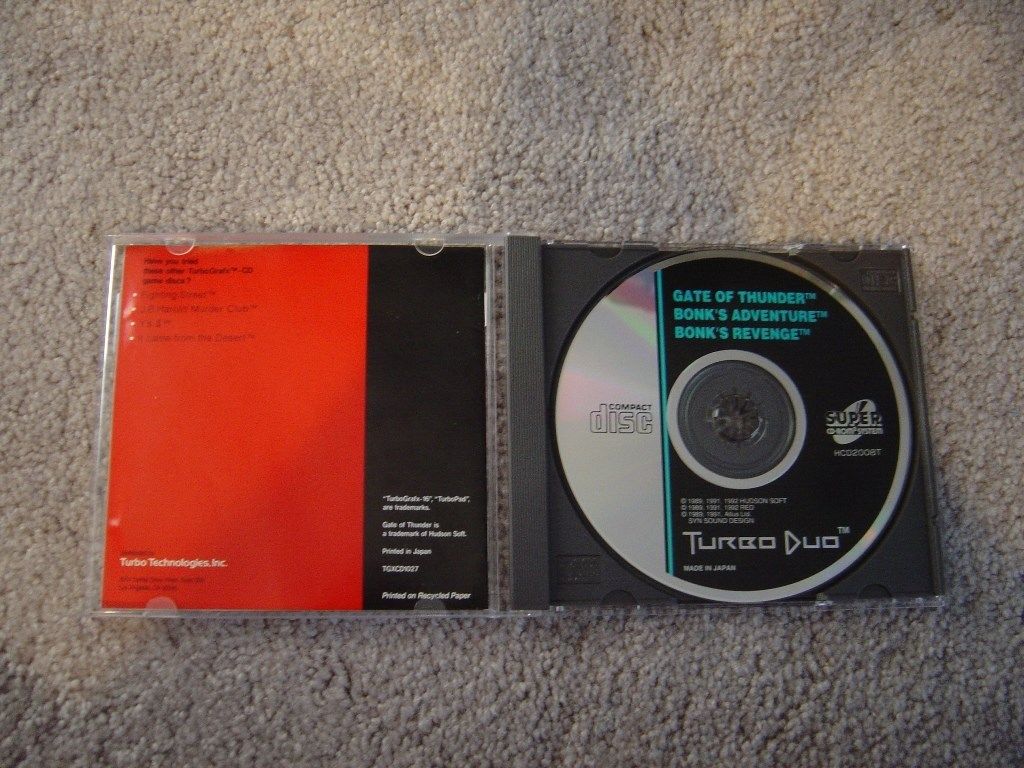 Have you tried
these other TurboGrafx™-CD
game discs?
Fighting Street™
J.B. Harold Murder Club™
Y's
It Came from the Desert™
"TurboGrafx-16", "TurboPad",
are trademarks.
Gate of Thunder is
a trademark of Hudson Soft.
Printed in Japan
TGXCD1027
Printed on Recycled Paper
Turbo Technologies, Inc.
GATE OF THUNDER™
BONK'S ADVENTURE™
BONK'S REVENGE™
COMPACT
disc
SUPER
CD-ROM² SYSTEM
HCD2008T
© 1989, 1991, 1992 HUDSON SOFT
© 1989, 1991, 1992 RED
© 1989, 1991, Atlus Ltd.
SYN SOUND DESIGN
TURBO DUO™
MADE IN JAPAN